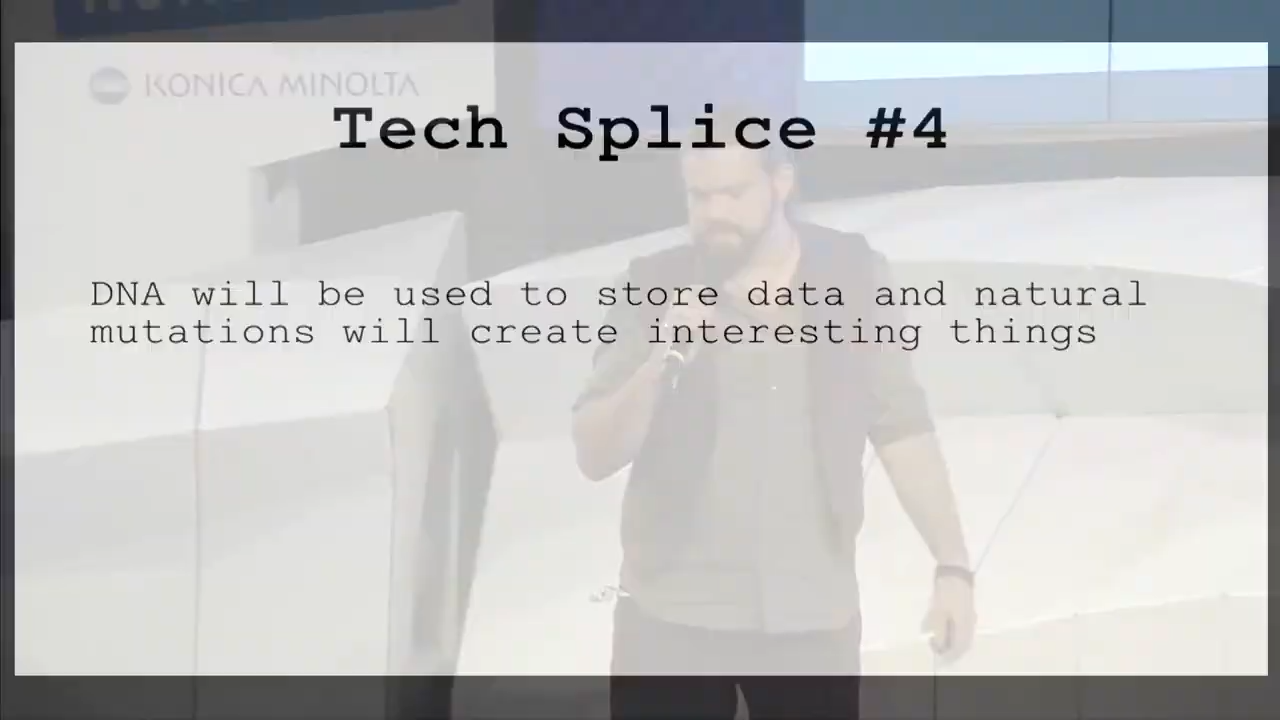 KONICA MINOLTA
Tech Splice #4
DNA will be used to store data and natural
mutations will create interesting things